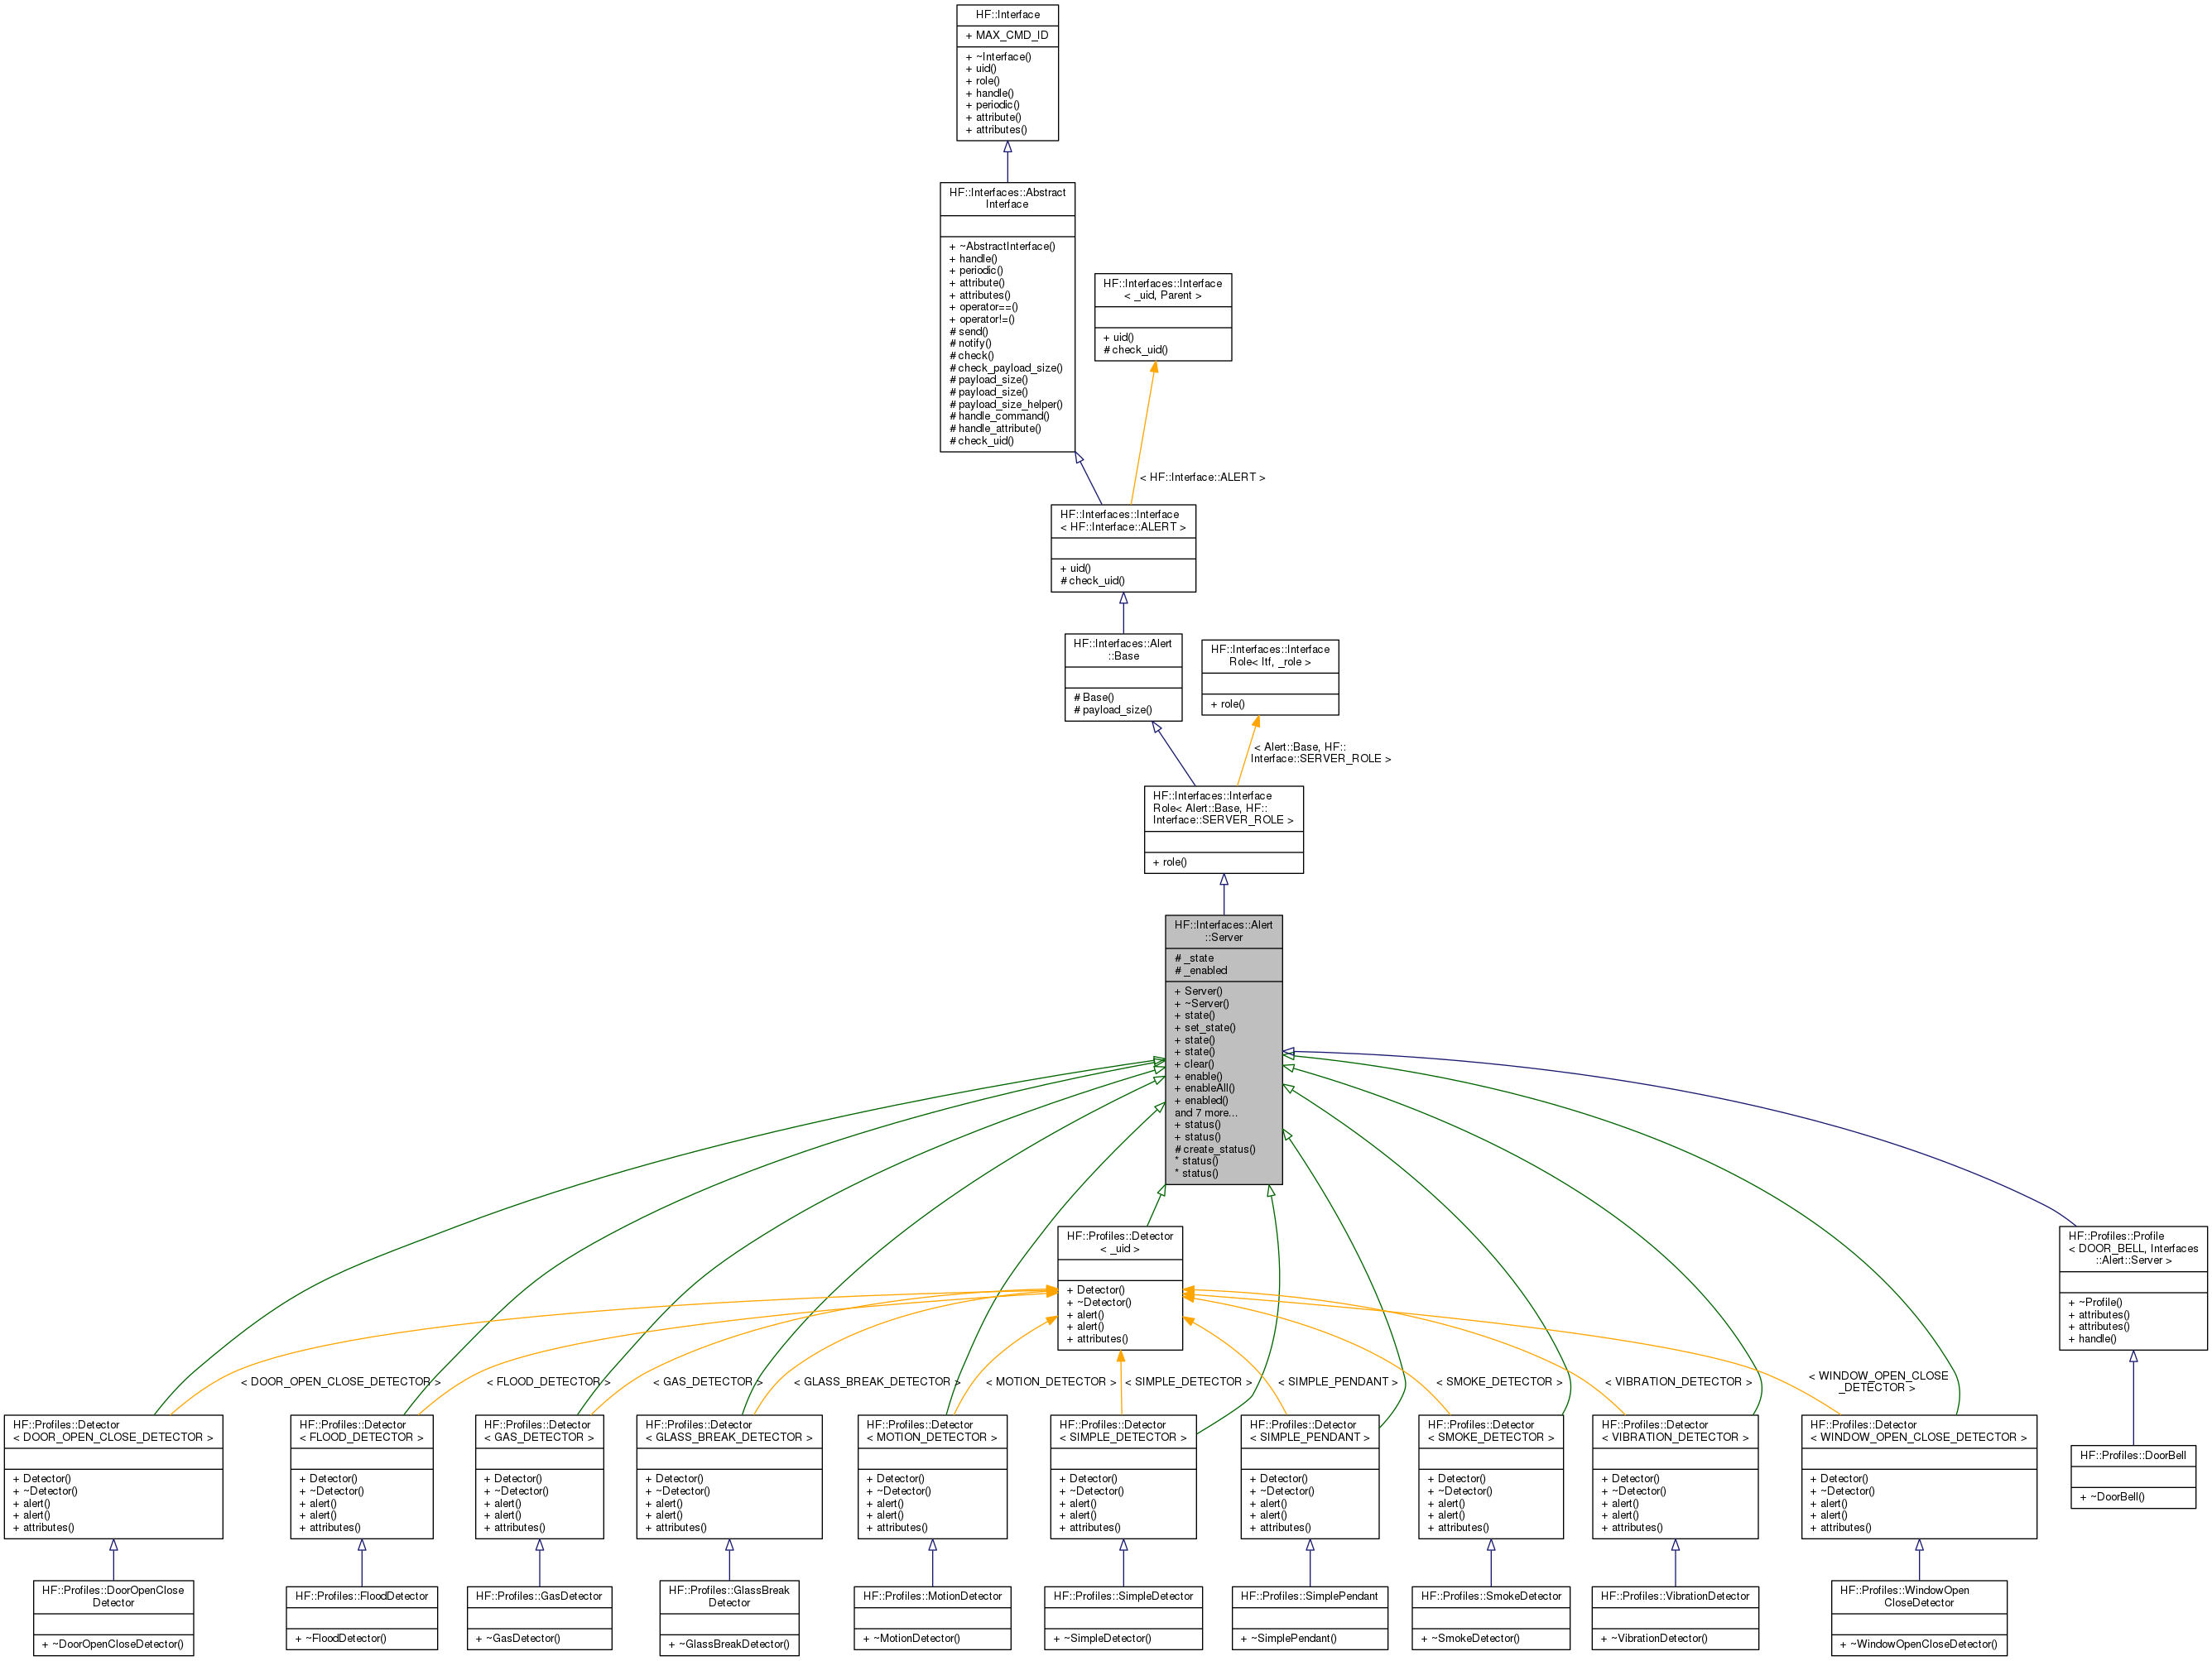 HF::Interface
+ MAX_CMD_ID
+ ~Interface()
+ uid()
+ role()
+ handle()
+ periodic()
+ attribute()
+ attributes()
HF::Interfaces::Abstract
Interface
+ ~AbstractInterface()
+ handle()
+ periodic()
+ attribute()
+ attributes()
+ operator==()
+ operator!=()
# send()
# notify()
# check()
# check_payload_size()
# payload_size()
# payload_size()
# payload_size_helper()
# handle_command()
# handle_attribute()
# check_uid()
HF::Interfaces::Interface
< _uid, Parent >
+ uid()
# check_uid()
< HF::Interface::ALERT >
HF::Interfaces::Interface
< HF::Interface::ALERT >
+ uid()
# check_uid()
HF::Interfaces::Alert
::Base
# Base()
# payload_size()
HF::Interfaces::Interface
Role< Itf, _role >
+ role()
< Alert::Base, HF::
Interface::SERVER_ROLE >
HF::Interfaces::Interface
Role< Alert::Base, HF::
Interface::SERVER_ROLE >
+ role()
HF::Interfaces::Alert
::Server
# _state
# _enabled
+ Server()
+ ~Server()
+ state()
+ set_state()
+ state()
+ state()
+ clear()
+ enable()
+ enableAll()
+ enabled()
and 7 more...
+ status()
+ status()
# create_status()
* status()
* status()
HF::Profiles::Detector
< _uid >
+ Detector()
+ ~Detector()
+ alert()
+ alert()
+ attributes()
HF::Profiles::Profile
< DOOR_BELL, Interfaces
::Alert::Server >
+ ~Profile()
+ attributes()
+ attributes()
+ handle()
< DOOR_OPEN_CLOSE_DETECTOR >
< FLOOD_DETECTOR >
< GAS_DETECTOR >
< GLASS_BREAK_DETECTOR >
< MOTION_DETECTOR >
< SIMPLE_DETECTOR >
< SIMPLE_PENDANT >
< SMOKE_DETECTOR >
< VIBRATION_DETECTOR >
< WINDOW_OPEN_CLOSE
_DETECTOR >
HF::Profiles::Detector
< DOOR_OPEN_CLOSE_DETECTOR >
+ Detector()
+ ~Detector()
+ alert()
+ alert()
+ attributes()
HF::Profiles::Detector
< FLOOD_DETECTOR >
+ Detector()
+ ~Detector()
+ alert()
+ alert()
+ attributes()
HF::Profiles::Detector
< GAS_DETECTOR >
+ Detector()
+ ~Detector()
+ alert()
+ alert()
+ attributes()
HF::Profiles::Detector
< GLASS_BREAK_DETECTOR >
+ Detector()
+ ~Detector()
+ alert()
+ alert()
+ attributes()
HF::Profiles::Detector
< MOTION_DETECTOR >
+ Detector()
+ ~Detector()
+ alert()
+ alert()
+ attributes()
HF::Profiles::Detector
< SIMPLE_DETECTOR >
+ Detector()
+ ~Detector()
+ alert()
+ alert()
+ attributes()
HF::Profiles::Detector
< SIMPLE_PENDANT >
+ Detector()
+ ~Detector()
+ alert()
+ alert()
+ attributes()
HF::Profiles::Detector
< SMOKE_DETECTOR >
+ Detector()
+ ~Detector()
+ alert()
+ alert()
+ attributes()
HF::Profiles::Detector
< VIBRATION_DETECTOR >
+ Detector()
+ ~Detector()
+ alert()
+ alert()
+ attributes()
HF::Profiles::Detector
< WINDOW_OPEN_CLOSE_DETECTOR >
+ Detector()
+ ~Detector()
+ alert()
+ alert()
+ attributes()
HF::Profiles::DoorBell
+ ~DoorBell()
HF::Profiles::DoorOpenClose
Detector
+ ~DoorOpenCloseDetector()
HF::Profiles::FloodDetector
+ ~FloodDetector()
HF::Profiles::GasDetector
+ ~GasDetector()
HF::Profiles::GlassBreak
Detector
+ ~GlassBreakDetector()
HF::Profiles::MotionDetector
+ ~MotionDetector()
HF::Profiles::SimpleDetector
+ ~SimpleDetector()
HF::Profiles::SimplePendant
+ ~SimplePendant()
HF::Profiles::SmokeDetector
+ ~SmokeDetector()
HF::Profiles::VibrationDetector
+ ~VibrationDetector()
HF::Profiles::WindowOpen
CloseDetector
+ ~WindowOpenCloseDetector()